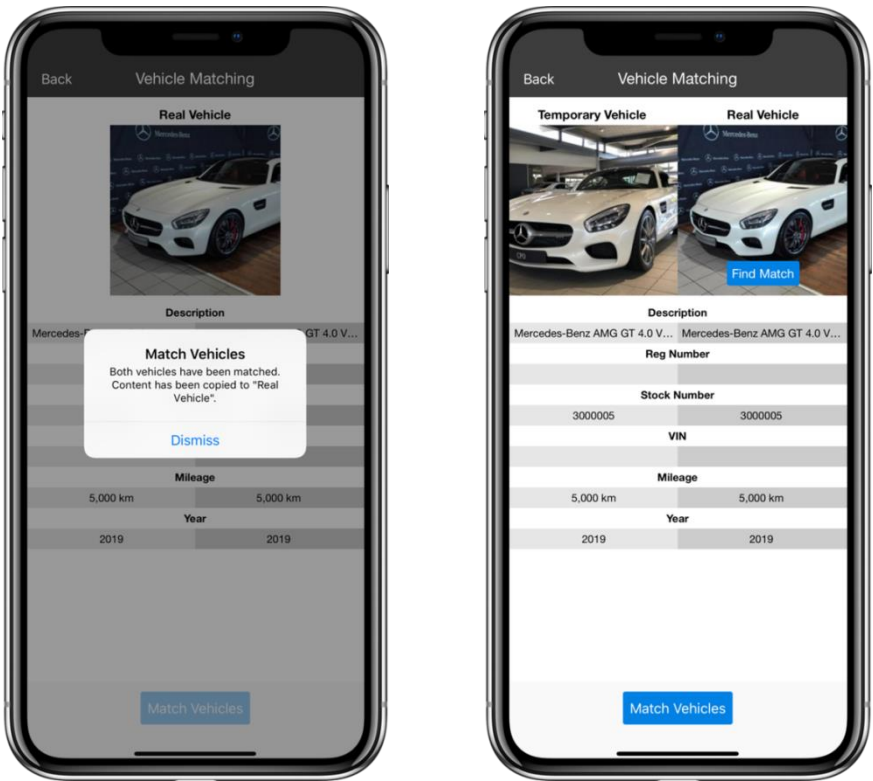 Back Vehicle Matching
Real Vehicle
Mercedes-Benz
Description
GT 4.0 V...
Match Vehicles
Both vehicles have been matched.
Content has been copied to "Real
Vehicle".
Dismiss
Mileage
5,000 km 5,000 km
Year
2019 2019
Match Vehicles
Back Vehicle Matching
Temporary Vehicle Real Vehicle
Mercedes-Benz
Find Match
Description
Mercedes-Benz AMG GT 4.0 V... Mercedes-Benz AMG GT 4.0 V...
Reg Number
Stock Number
3000005 3000005
VIN
Mileage
5,000 km 5,000 km
Year
2019 2019
Match Vehicles